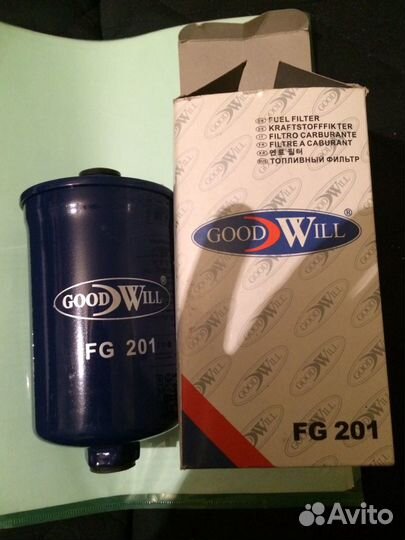 FUEL FILTER
KRAFTSTOFFFIKTER
FILTRO CARBURANTE
FILTRE A CABURANT
연료 필터
ТОПЛИВНЫЙ ФИЛЬТР
GOOD WILL ®
FG 201
GOOD WILL ®
FG 201
Avito